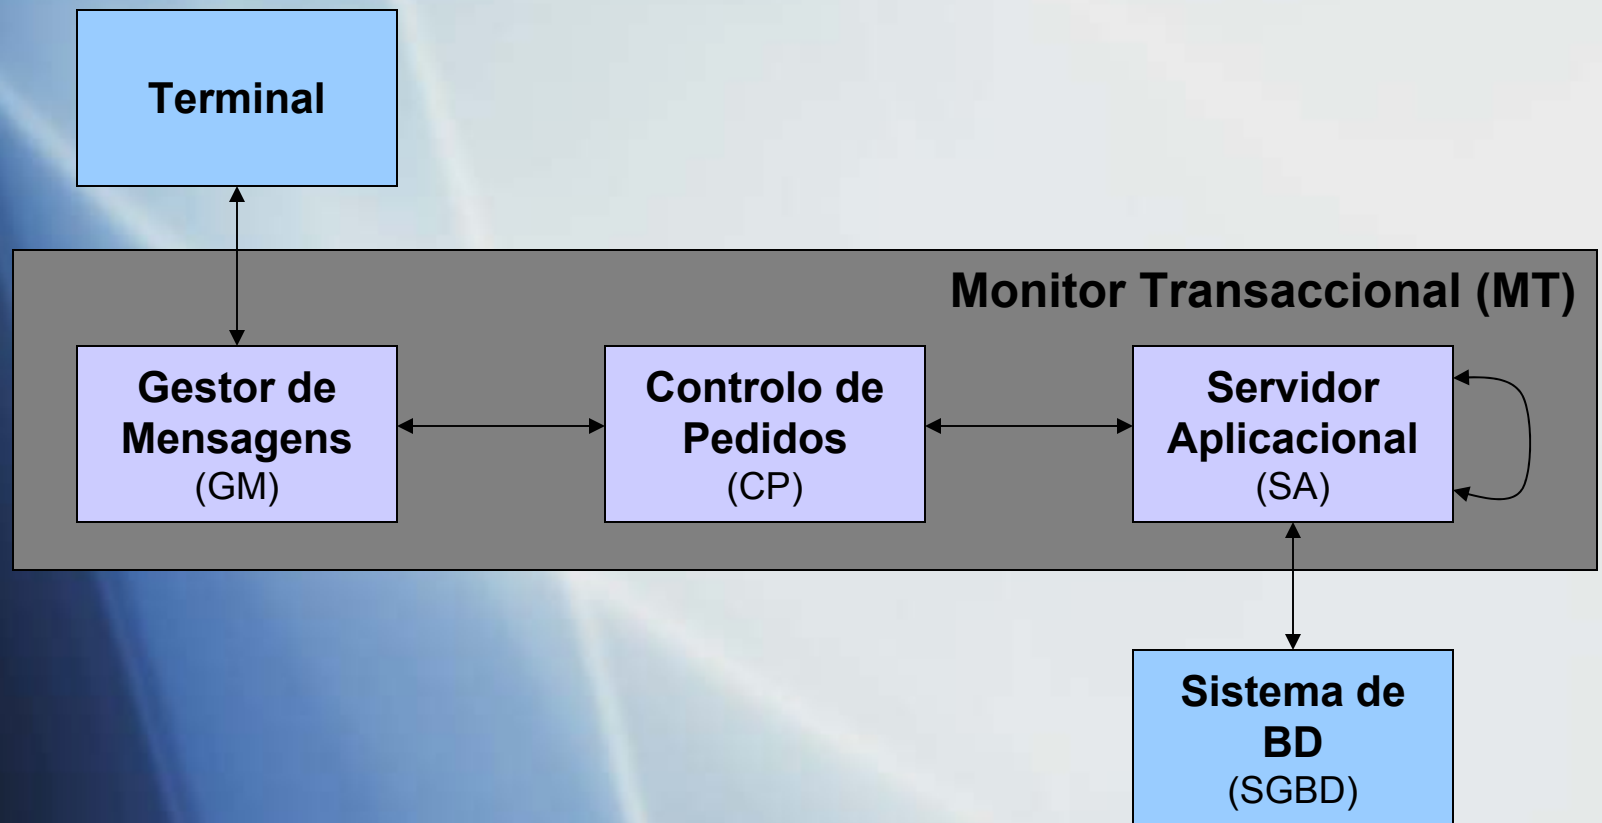 Terminal
Monitor Transaccional (MT)
Gestor de
Mensagens
(GM)
Controlo de
Pedidos
(CP)
Servidor
Aplicacional
(SA)
Sistema de
BD
(SGBD)